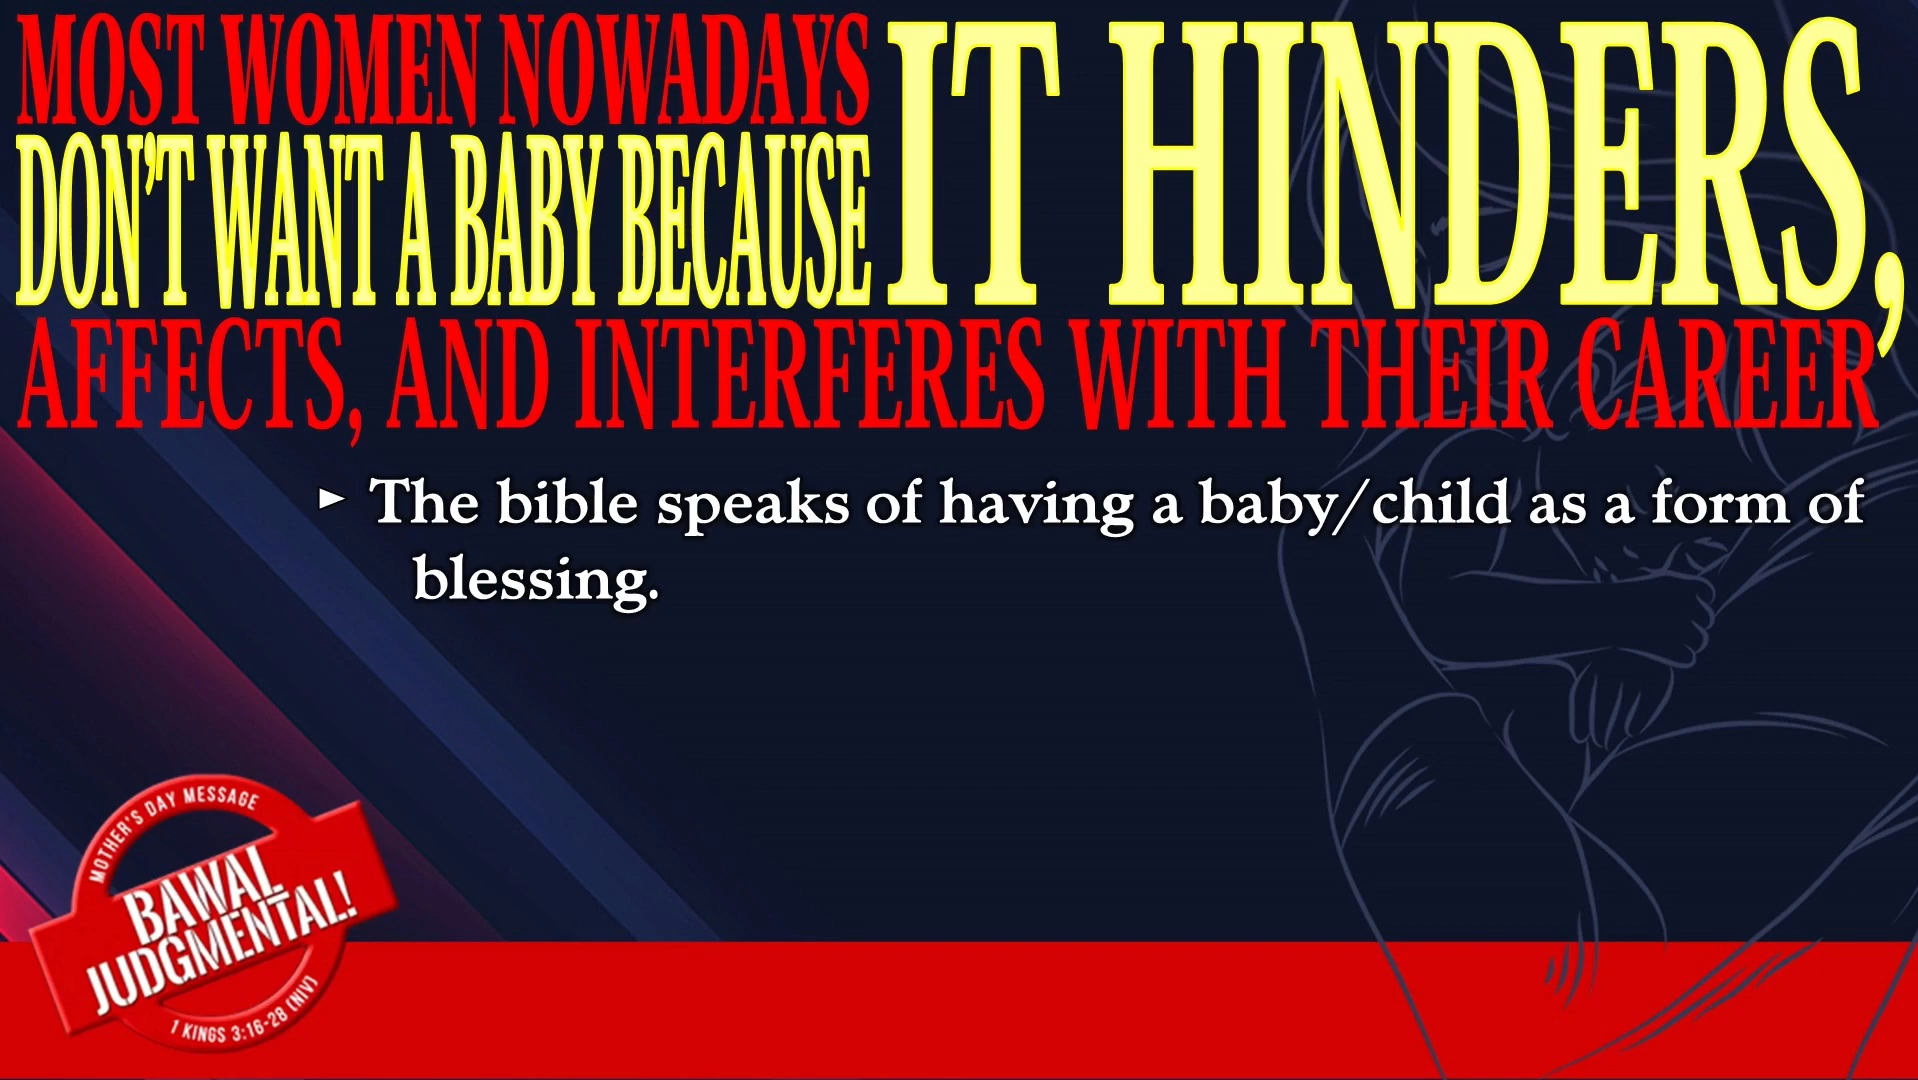 MOST WOMEN NOWADAYS
DON'T WANT A BABY BECAUSE
IT HINDERS,
AFFECTS, AND INTERFERES WITH THEIR CAREER
► The bible speaks of having a baby/child as a form of
blessing.
MOTHER'S DAY MESSAGE
BAWAL
JUDGMENTAL!
1 KINGS 3:16-28 (NIV)